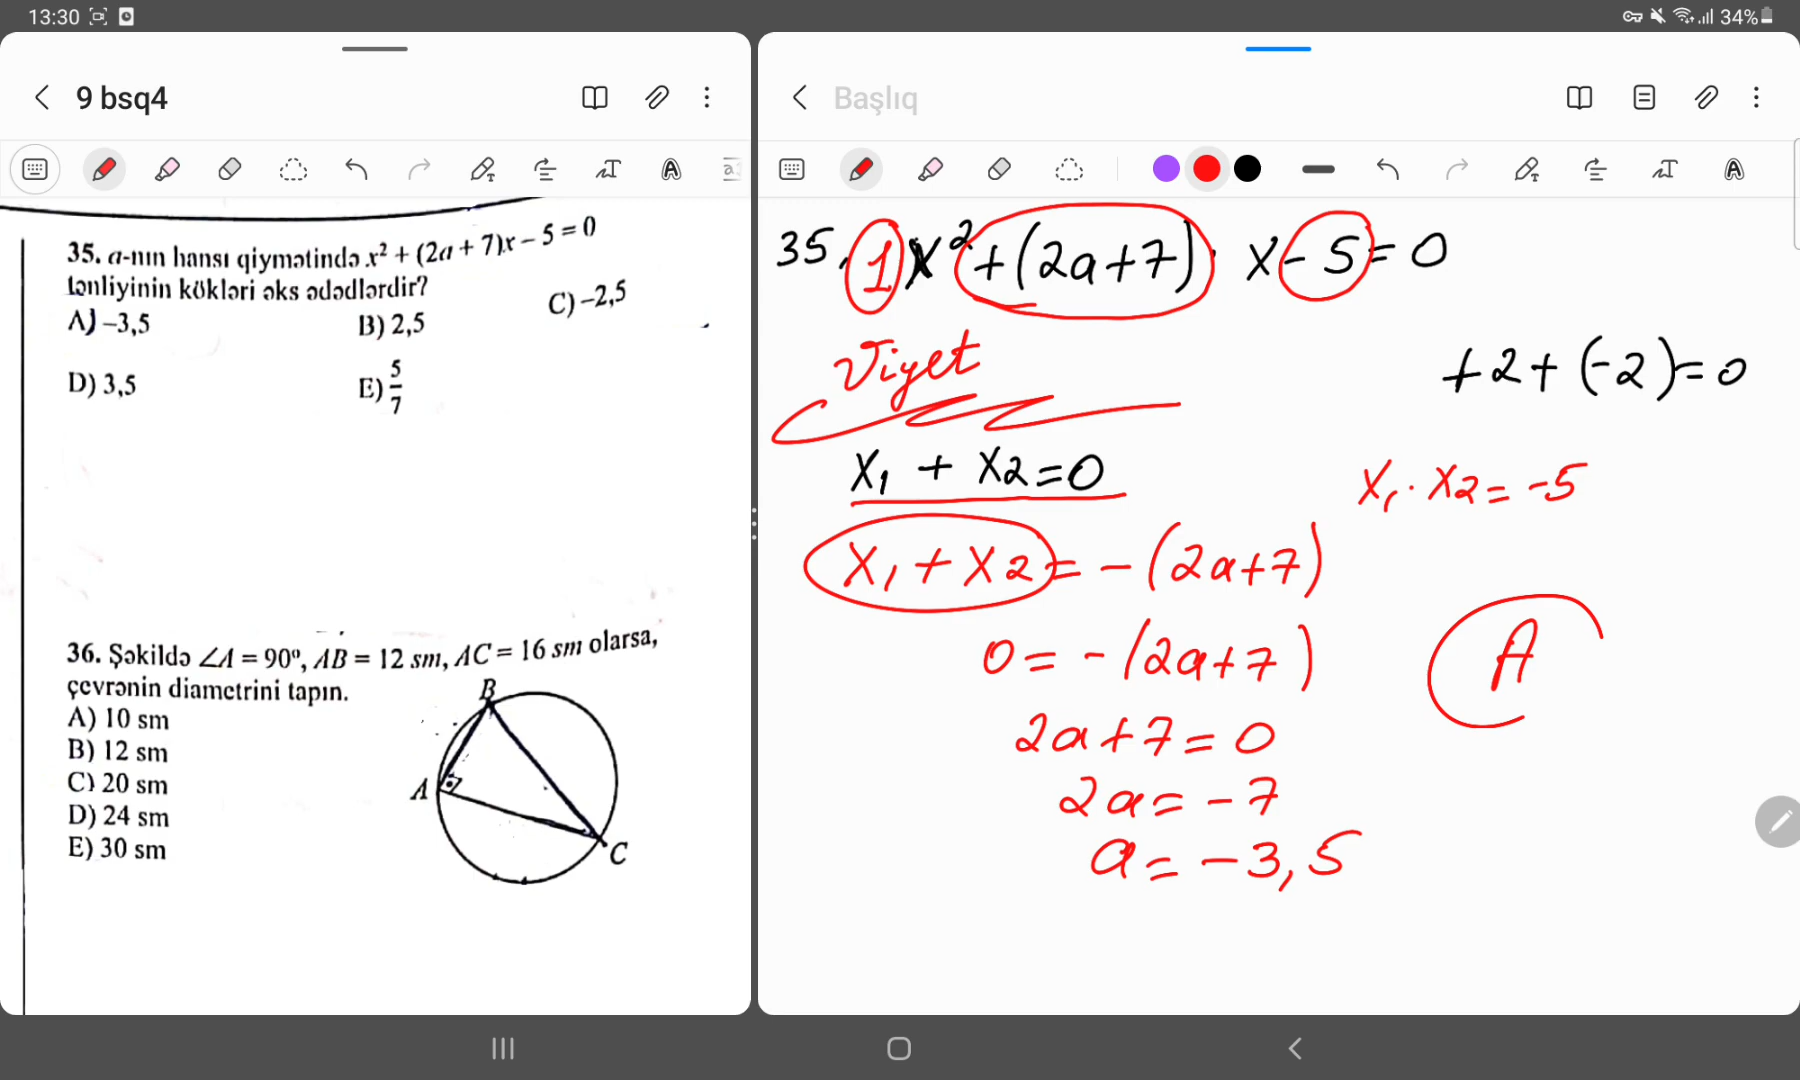 13:30
34%
9 bsq4
35. a-nın hansı qiymətində x² + (2a + 7)x – 5 = 0
tənliyinin kökləri əks ədədlərdir?
A) –3,5
B) 2,5
C) –2,5
D) 3,5
E) 5/7
36. Şəkildə ∠A = 90º, AB = 12 sm, AC = 16 sm olarsa,
çevrənin diametrini tapın.
A) 10 sm
B) 12 sm
C) 20 sm
D) 24 sm
E) 30 sm
B
A
C
Başlıq
35. 1x² + (2a+7) · x – 5 = 0
Viyet
+2 + (-2) = 0
x₁ + x₂ = 0
x₁ · x₂ = -5
x₁ + x₂ = – (2a+7)
0 = – (2a+7)
A
2a+7 = 0
2a = – 7
a = – 3,5